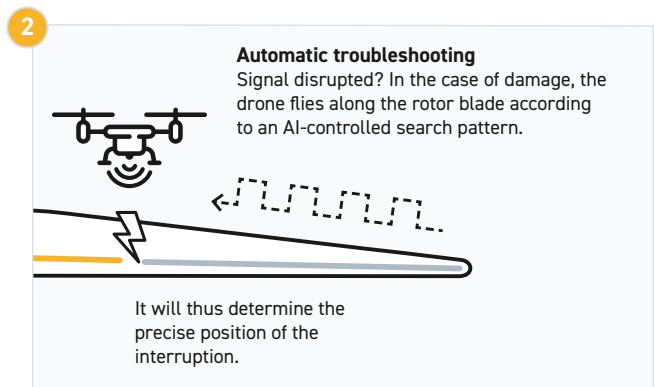 2
Automatic troubleshooting
Signal disrupted? In the case of damage, the
drone flies along the rotor blade according
to an AI-controlled search pattern.
It will thus determine the
precise position of the
interruption.